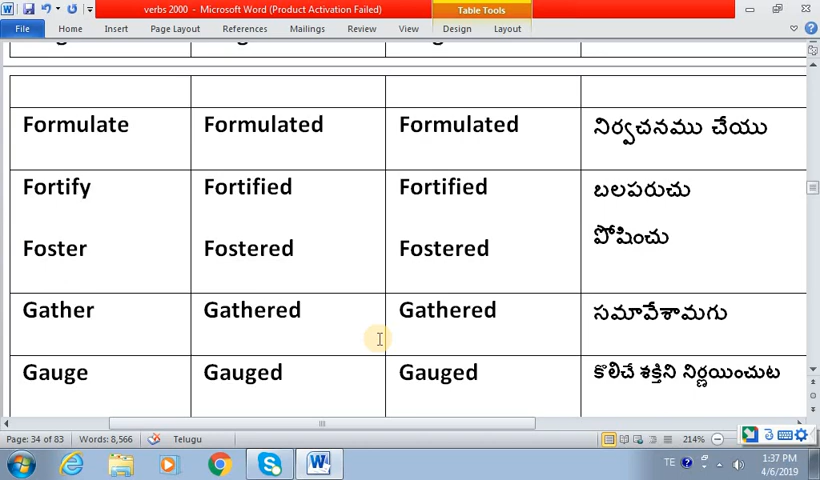 verbs 2000 - Microsoft Word (Product Activation Failed)
Table Tools
File Home Insert Page Layout References Mailings Review View Design Layout
Formulate Formulated Formulated నిర్వచనము చేయు
Fortify Fortified Fortified బలపరుచు
Foster Fostered Fostered పోషించు
Gather Gathered Gathered సమావేశామగు
Gauge Gauged Gauged కొలిచే శక్తిని నిర్ణయించుట
Page: 34 of 83 Words: 8,566 Telugu 214%
TE 1:37 PM
4/6/2019